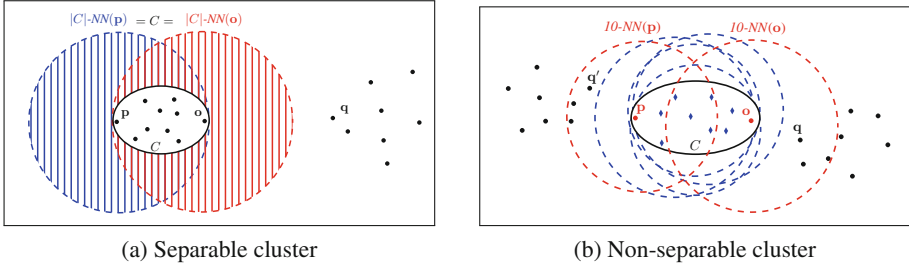 |C|-NN(p) = C = |C|-NN(o)
p
o
q
C
10-NN(p)
10-NN(o)
q′
p
o
q
C
(a) Separable cluster
(b) Non-separable cluster